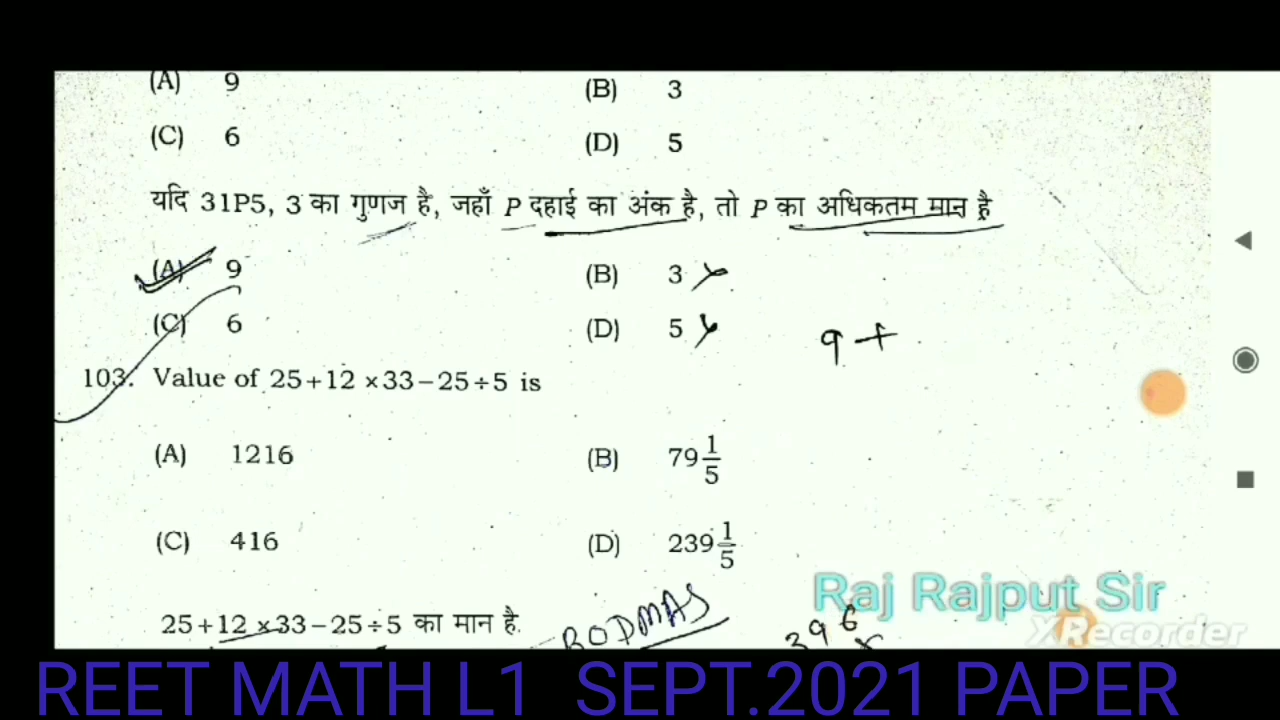 (A) 9 (B) 3
(C) 6 (D) 5
यदि 31P5, 3 का गुणज है, जहाँ P दहाई का अंक है, तो P का अधिकतम मान है
(A) 9 (B) 3
(C) 6 (D) 5
9 +
103. Value of 25+12 ×33−25÷5 is
(A) 1216 (B) 79 1/5
(C) 416 (D) 239 1/5
Raj Rajput Sir
25+12 ×33−25÷5 का मान है.
BODMAS
396
XRecorder
REET MATH L1 SEPT.2021 PAPER